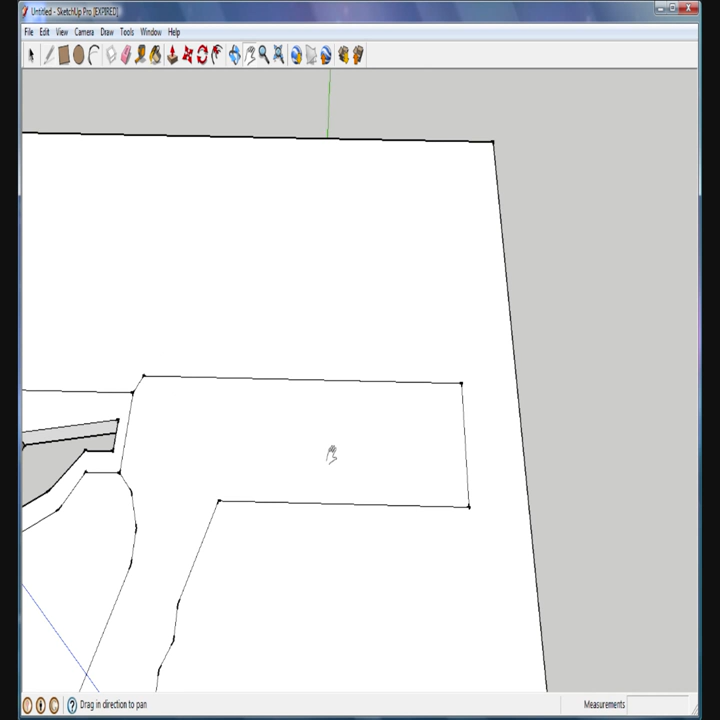 Untitled - SketchUp Pro [EXPIRED]
File Edit View Camera Draw Tools Window Help
Drag in direction to pan
Measurements